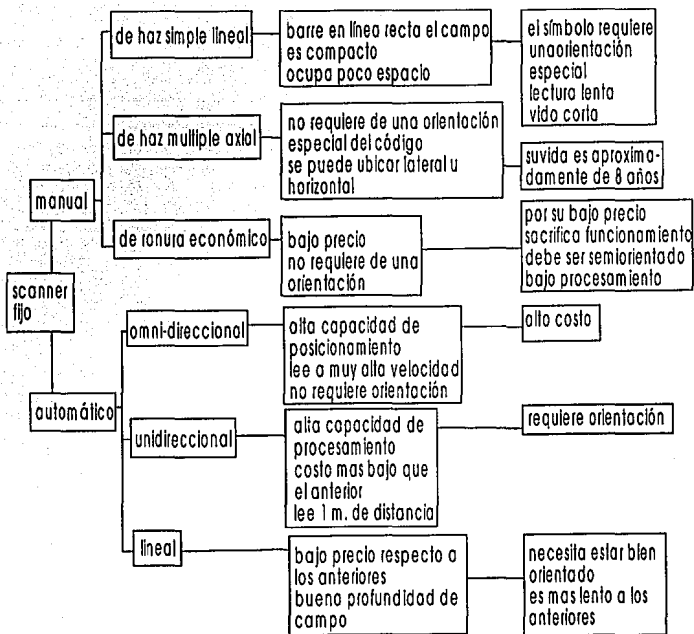 de haz simple lineal
barre en línea recta el campo
es compacto
ocupa poco espacio
el símbolo requiere
unaorientación
especial
lectura lenta
vida corta
de haz multiple axial
no requiere de una orientación
especial del código
se puede ubicar lateral u
horizontal
suvida es aproxima-
damente de 8 años
manual
de ranura económico
bajo precio
no requiere de una
orientación
por su bajo precio
sacrifica funcionamiento
debe ser semiorientado
bajo procesamiento
scanner
fijo
omni-direccional
alta capacidad de
posicionamiento
lee a muy alta velocidad
no requiere orientación
alto costo
automático
unidireccional
alta capacidad de
procesamiento
costo mas bajo que
el anterior
lee 1 m. de distancia
requiere orientación
lineal
bajo precio respecto a
los anteriores
buena profundidad de
campo
necesita estar bien
orientado
es mas lento a los
anteriores